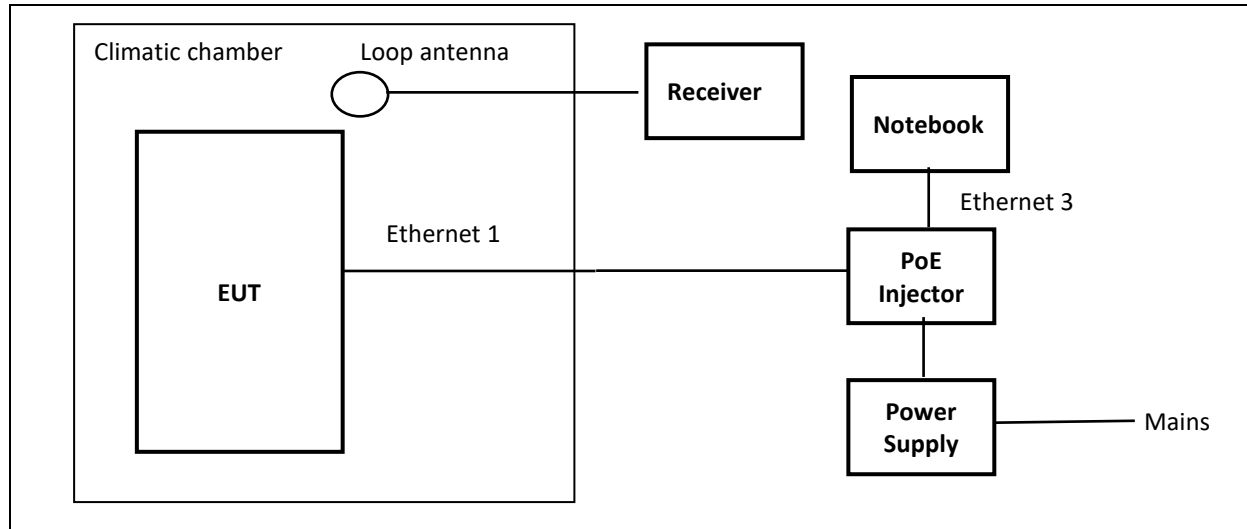 Climatic chamber
Loop antenna
Receiver
Notebook
Ethernet 3
Ethernet 1
PoE
Injector
EUT
Power
Supply
Mains